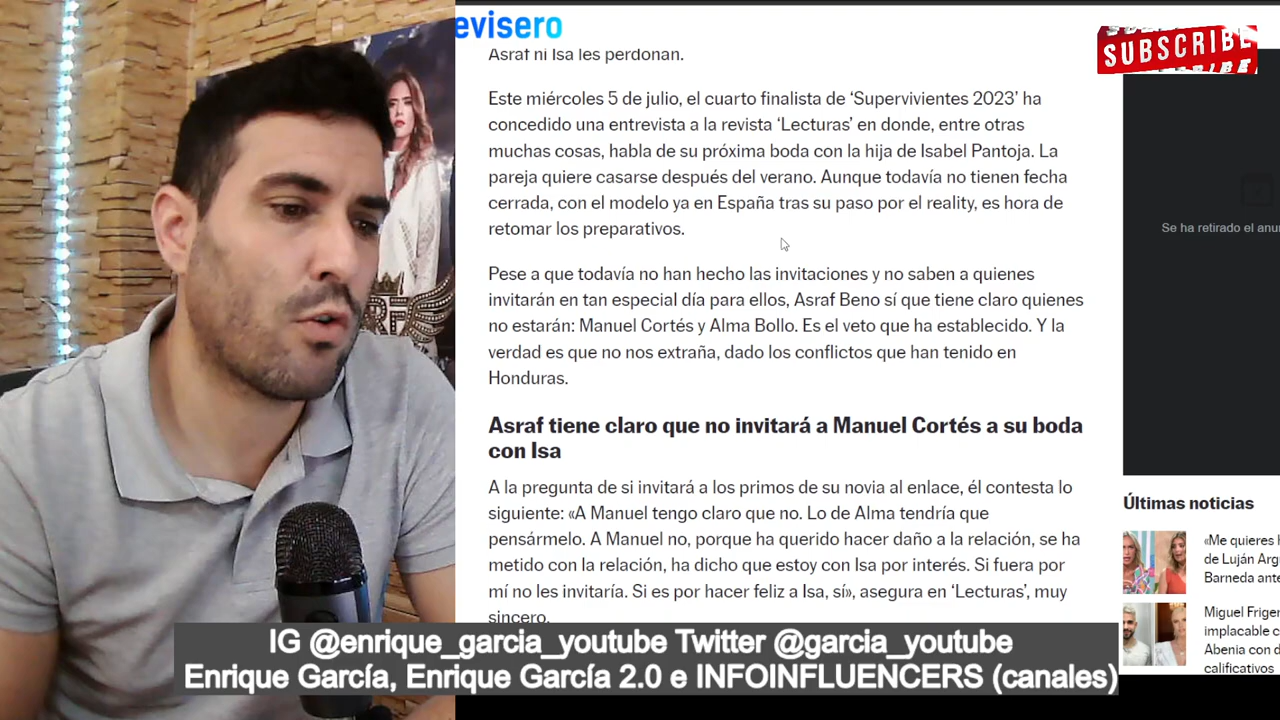 evisero
SUBSCRIBE
Asraf ni Isa les perdonan.
Este miércoles 5 de julio, el cuarto finalista de ‘Supervivientes 2023’ ha
concedido una entrevista a la revista ‘Lecturas’ en donde, entre otras
muchas cosas, habla de su próxima boda con la hija de Isabel Pantoja. La
pareja quiere casarse después del verano. Aunque todavía no tienen fecha
cerrada, con el modelo ya en España tras su paso por el reality, es hora de
retomar los preparativos.
Pese a que todavía no han hecho las invitaciones y no saben a quienes
invitarán en tan especial día para ellos, Asraf Beno sí que tiene claro quienes
no estarán: Manuel Cortés y Alma Bollo. Es el veto que ha establecido. Y la
verdad es que no nos extraña, dado los conflictos que han tenido en
Honduras.
Asraf tiene claro que no invitará a Manuel Cortés a su boda
con Isa
A la pregunta de si invitará a los primos de su novia al enlace, él contesta lo
siguiente: «A Manuel tengo claro que no. Lo de Alma tendría que
pensármelo. A Manuel no, porque ha querido hacer daño a la relación, se ha
metido con la relación, ha dicho que estoy con Isa por interés. Si fuera por
mí no les invitaría. Si es por hacer feliz a Isa, sí», asegura en ‘Lecturas’, muy
sincero.
Se ha retirado el anu
Últimas noticias
«Me quieres
de Luján Arg
Barneda ante
Miguel Friger
implacable c
Abenia con d
calificativos
IG @enrique_garcia_youtube Twitter @garcia_youtube
Enrique García, Enrique García 2.0 e INFOINFLUENCERS (canales)